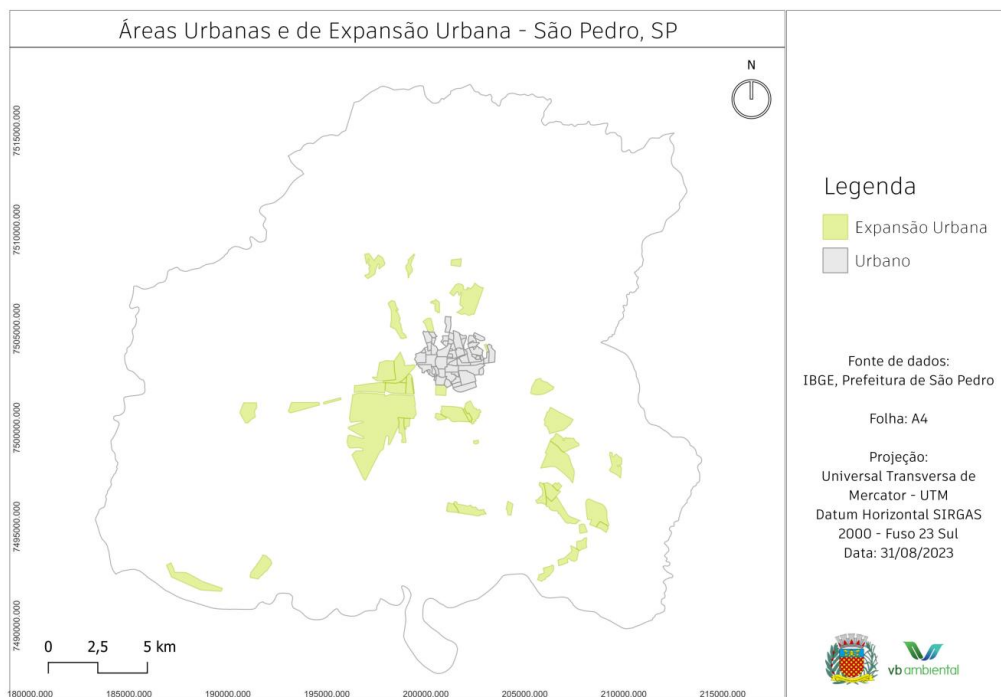 Áreas Urbanas e de Expansão Urbana - São Pedro, SP
N
7515000.000
7510000.000
7505000.000
7500000.000
7495000.000
7490000.000
0 2,5 5 km
180000.000 185000.000 190000.000 195000.000 200000.000 205000.000 210000.000 215000.000
Legenda
Expansão Urbana
Urbano
Fonte de dados:
IBGE, Prefeitura de São Pedro
Folha: A4
Projeção:
Universal Transversa de
Mercator - UTM
Datum Horizontal SIRGAS
2000 - Fuso 23 Sul
Data: 31/08/2023
vb ambiental